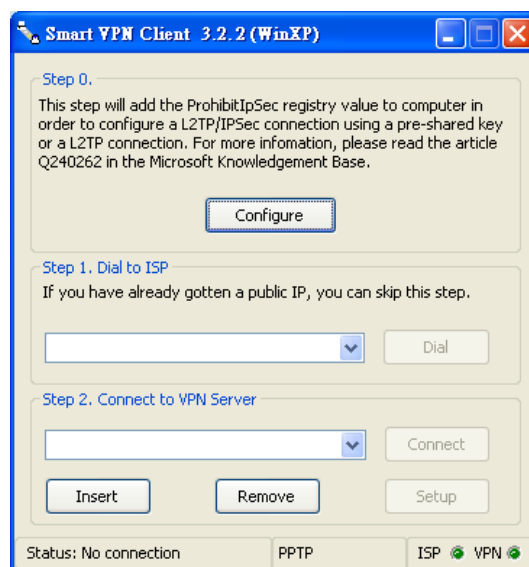 Smart VPN Client 3.2.2 (WinXP)
Step 0.
This step will add the ProhibitIpSec registry value to computer in
order to configure a L2TP/IPSec connection using a pre-shared key
or a L2TP connection. For more infomation, please read the article
Q240262 in the Microsoft Knowledgement Base.
Configure
Step 1. Dial to ISP
If you have already gotten a public IP, you can skip this step.
Dial
Step 2. Connect to VPN Server
Connect
Insert
Remove
Setup
Status: No connection
PPTP
ISP
VPN